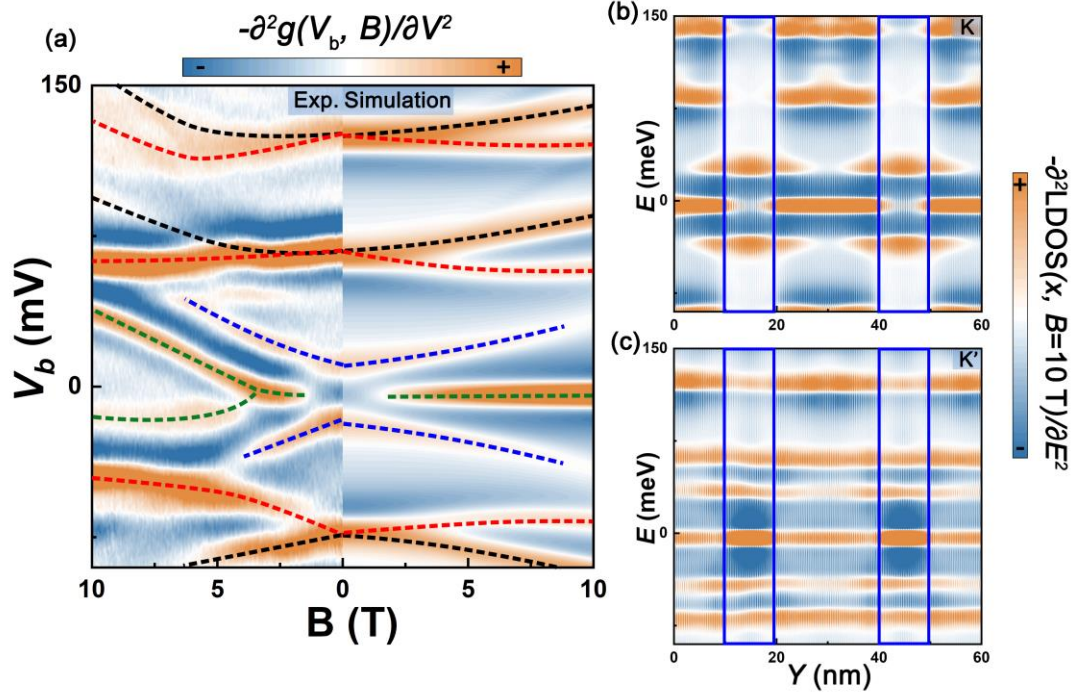 (a)
-∂²g(V_b, B)/∂V²
- +
Exp. Simulation
150
0
V_b (mV)
10 5 0 5 10
B (T)
(b)
150
K
0
E (meV)
0 20 40 60
(c)
150
K'
0
E (meV)
0 20 40 60
Y (nm)
+
-
-∂²LDOS(x, B=10 T)/∂E²